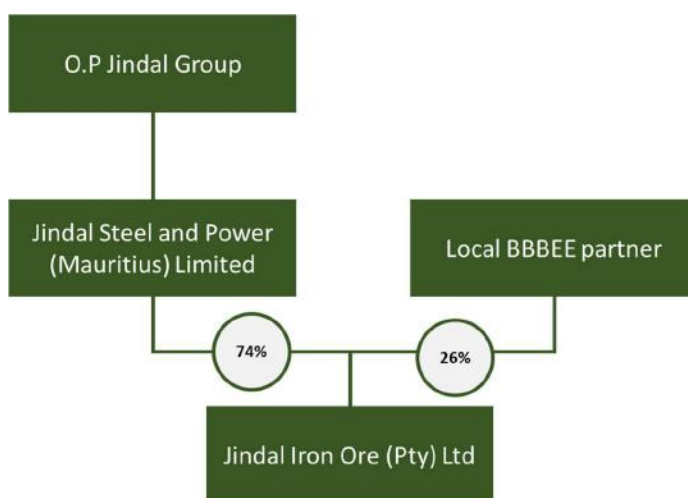 O.P Jindal Group
Jindal Steel and Power
(Mauritius) Limited
Local BBBEE partner
74%
26%
Jindal Iron Ore (Pty) Ltd